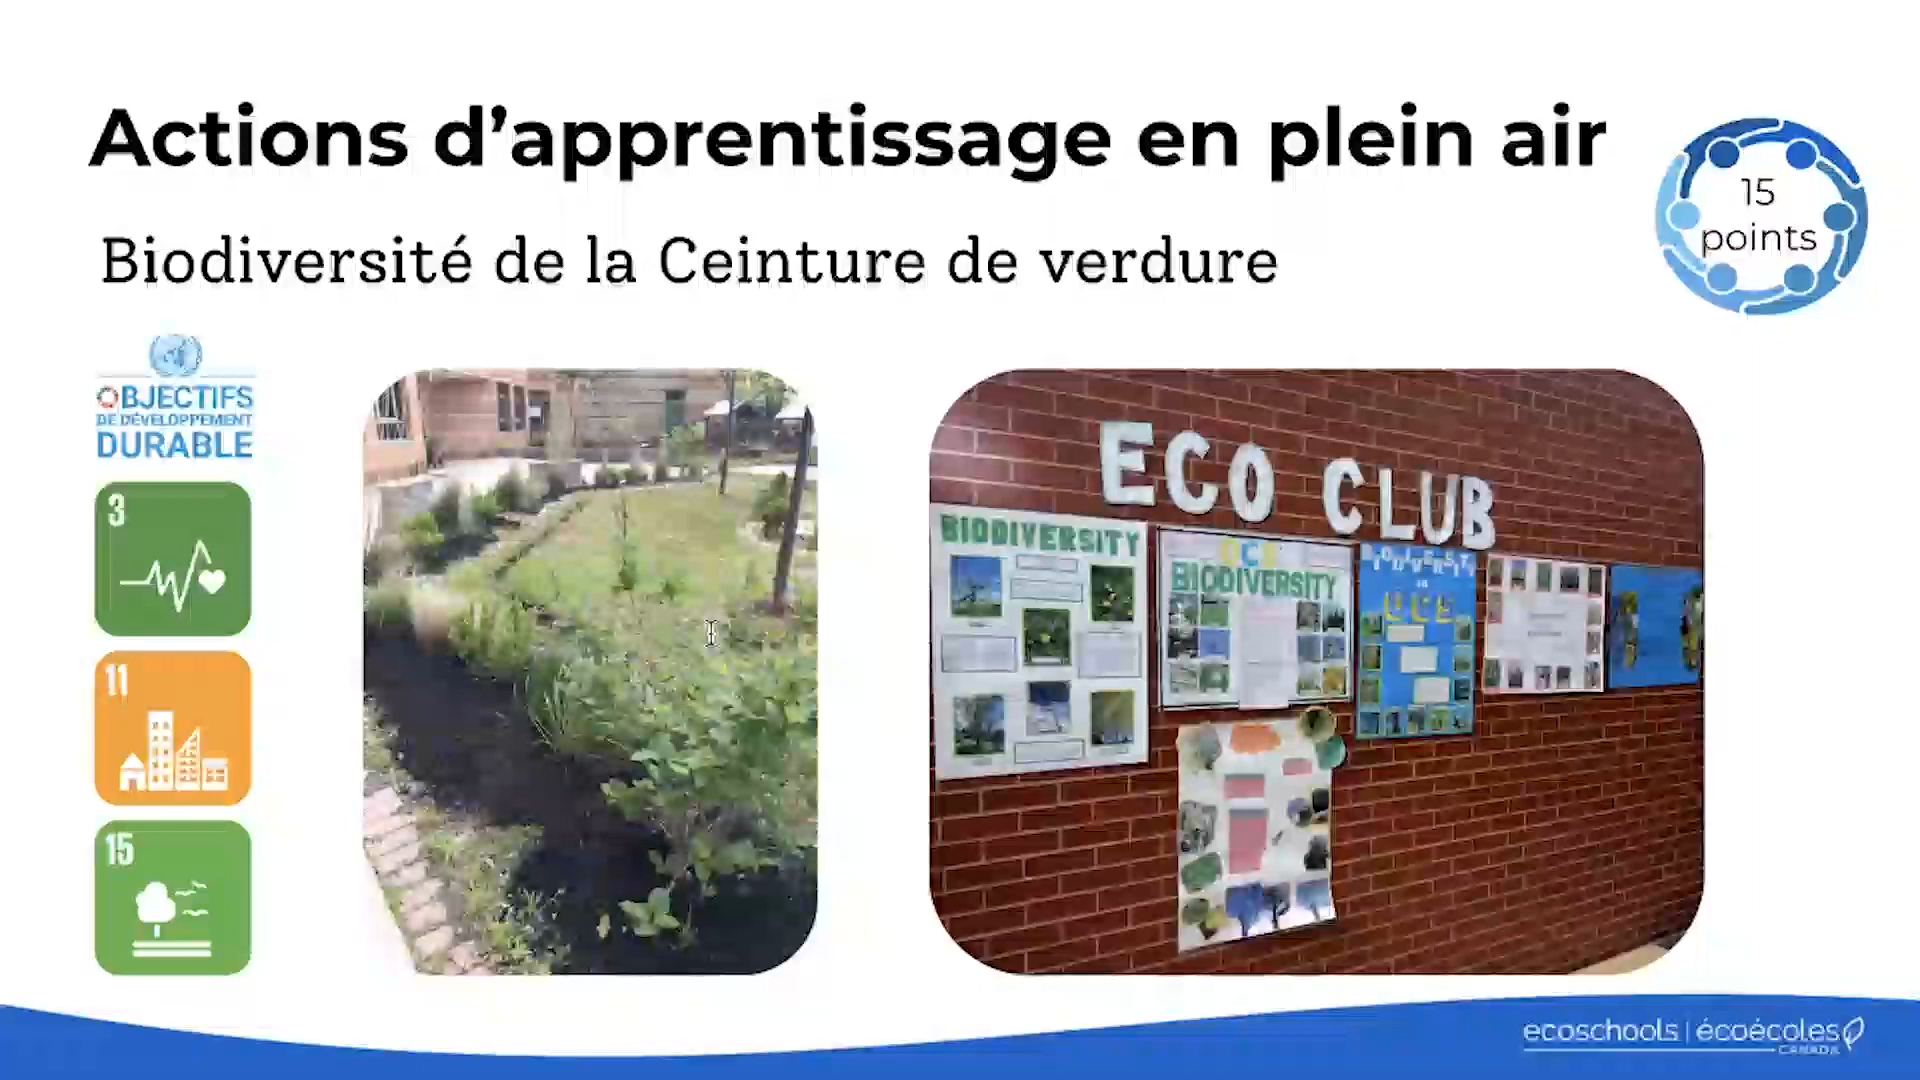 Actions d’apprentissage en plein air
15
points
Biodiversité de la Ceinture de verdure
OBJECTIFS
DE DÉVELOPPEMENT
DURABLE
3
11
15
ECO CLUB
BIODIVERSITY
BIODIVERSITY
ecoschools | écoécoles
CANADA